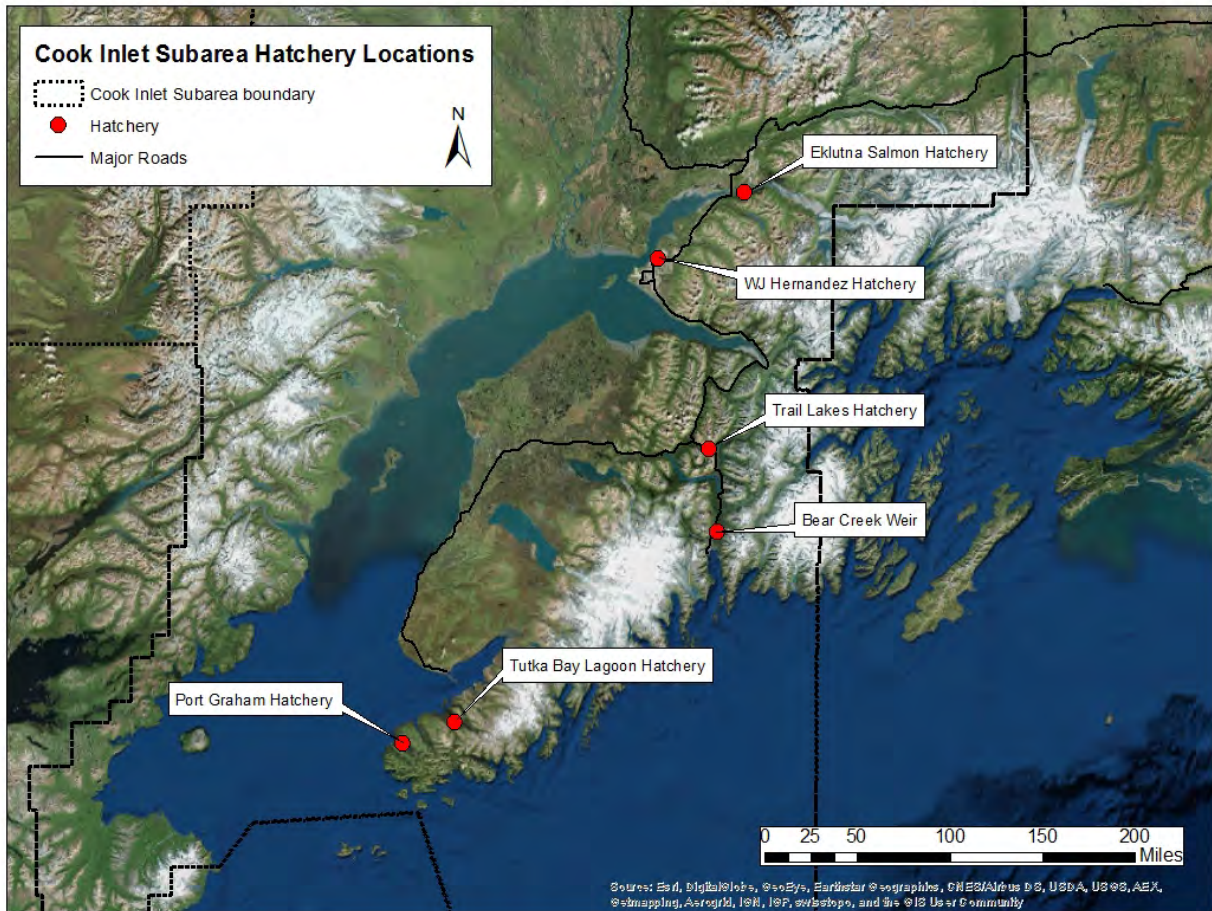 Cook Inlet Subarea Hatchery Locations
Cook Inlet Subarea boundary
Hatchery
Major Roads
N
Eklutna Salmon Hatchery
WJ Hernandez Hatchery
Trail Lakes Hatchery
Bear Creek Weir
Tutka Bay Lagoon Hatchery
Port Graham Hatchery
0 25 50 100 150 200
Miles
Source: Esri, DigitalGlobe, GeoEye, Earthstar Geographics, CNES/Airbus DS, USDA, USGS, AEX,
Getmapping, Aerogrid, IGN, IGP, swisstopo, and the GIS User Community